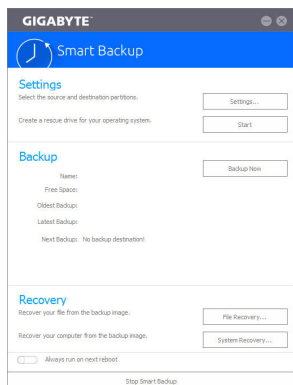 GIGABYTE™
Smart Backup
Settings
Select the source and destination partitions.
Settings...
Create a rescue drive for your operating system.
Start
Backup
Backup Now
Name:
Free Space:
Oldest Backup:
Latest Backup:
Next Backup: No backup destination!
Recovery
Recover your file from the backup image.
File Recovery...
Recover your computer from the backup image.
System Recovery...
Always run on next reboot
Stop Smart Backup